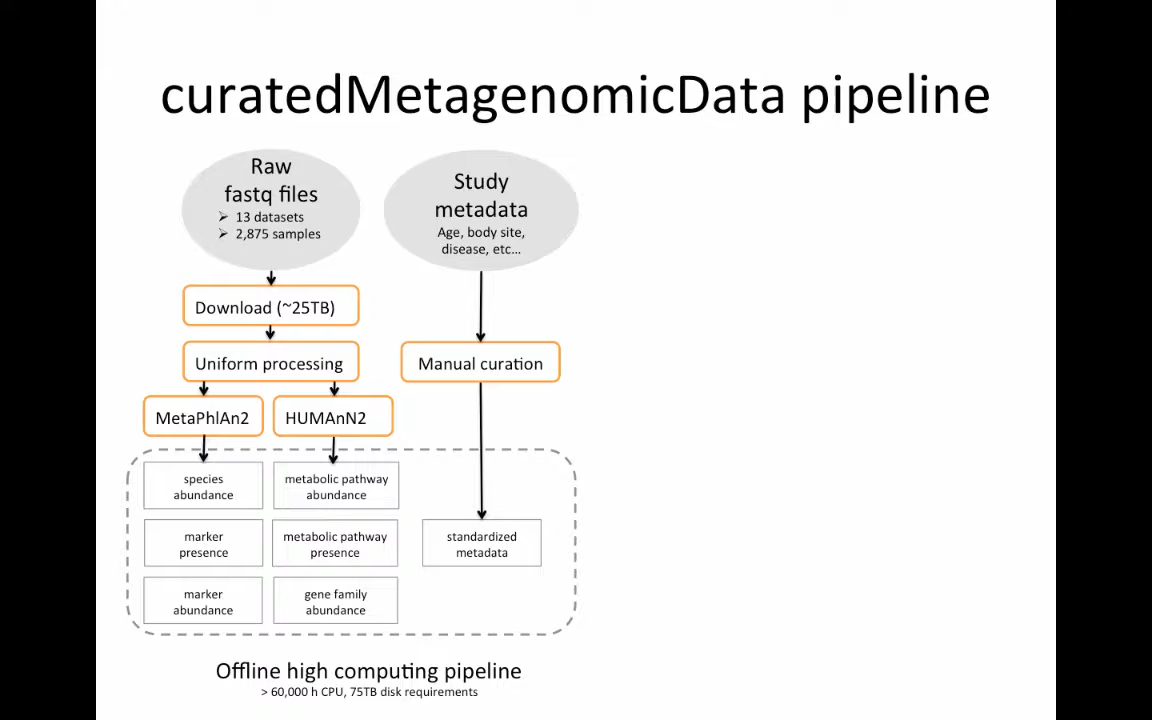 curatedMetagenomicData pipeline
Raw
fastq files
➢ 13 datasets
➢ 2,875 samples
Study
metadata
Age, body site,
disease, etc…
Download (~25TB)
Uniform processing
Manual curation
MetaPhlAn2
HUMAnN2
species
abundance
metabolic pathway
abundance
marker
presence
metabolic pathway
presence
standardized
metadata
marker
abundance
gene family
abundance
Offline high computing pipeline
> 60,000 h CPU, 75TB disk requirements